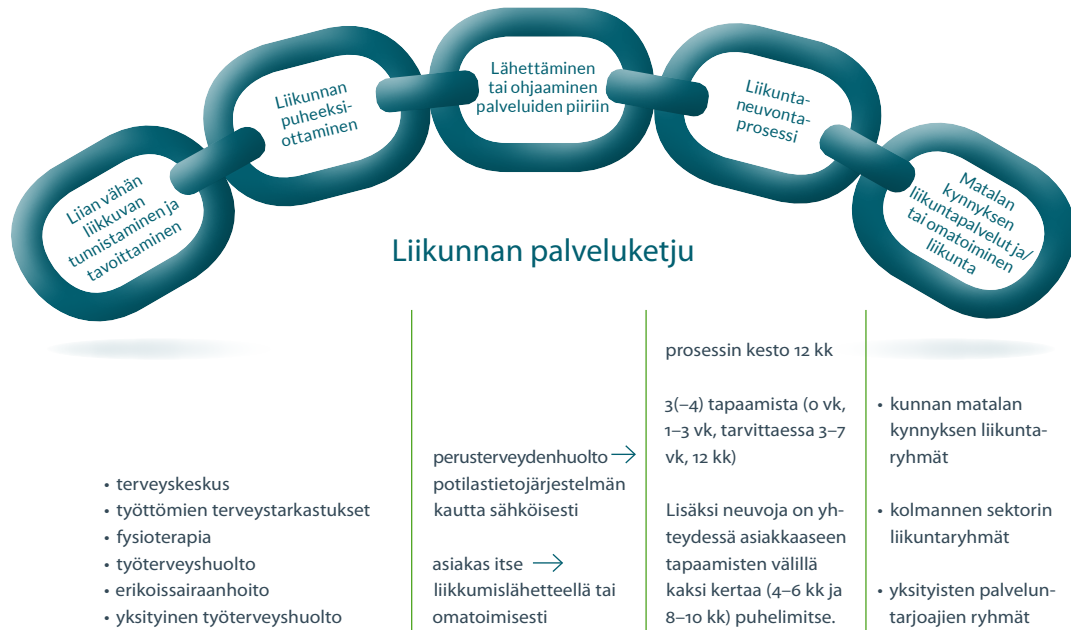 Liian vähän
liikkuvan
tunnistaminen ja
tavoittaminen
Liikunnan
puheeksi-
ottaminen
Lähettäminen
tai ohjaaminen
palveluiden piiriin
Liikunta-
neuvonta-
prosessi
Matalan
kynnyksen
liikuntapalvelut ja/
tai omatoiminen
liikunta
Liikunnan palveluketju
• terveyskeskus
• työttömien terveystarkastukset
• fysioterapia
• työterveyshuolto
• erikoissairaanhoito
• yksityinen työterveyshuolto
perusterveydenhuolto →
potilastietojärjestelmän
kautta sähköisesti
asiakas itse →
liikkumislähetteellä tai
omatoimisesti
prosessin kesto 12 kk
3(–4) tapaamista (0 vk,
1–3 vk, tarvittaessa 3–7
vk, 12 kk)
Lisäksi neuvoja on yh-
teydessä asiakkaaseen
tapaamisten välillä
kaksi kertaa (4–6 kk ja
8–10 kk) puhelimitse.
• kunnan matalan
kynnyksen liikunta-
ryhmät
• kolmannen sektorin
liikuntaryhmät
• yksityisten palvelun-
tarjoajien ryhmät